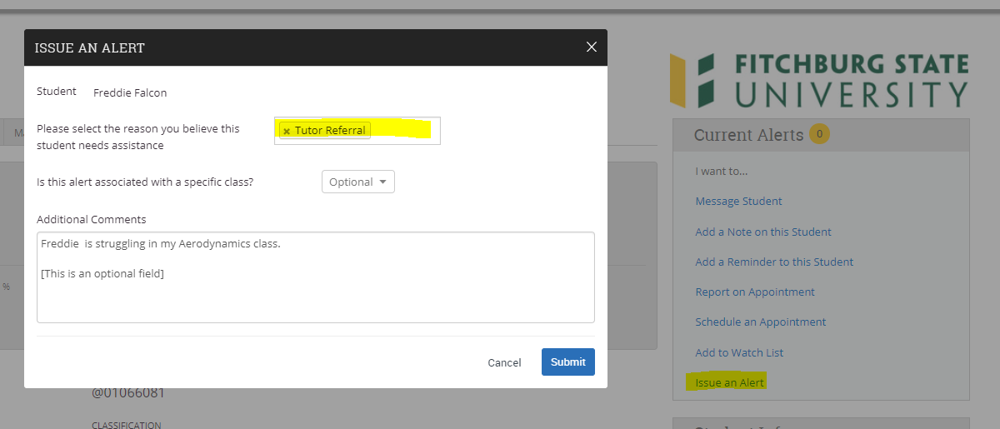 ISSUE AN ALERT
Student Freddie Falcon
Please select the reason you believe this
student needs assistance
× Tutor Referral
Is this alert associated with a specific class? Optional
Additional Comments
Freddie  is struggling in my Aerodynamics class.
[This is an optional field]
Cancel Submit
%
@01066081
CLASSIFICATION
FITCHBURG STATE
UNIVERSITY
Current Alerts 0
I want to...
Message Student
Add a Note on this Student
Add a Reminder to this Student
Report on Appointment
Schedule an Appointment
Add to Watch List
Issue an Alert